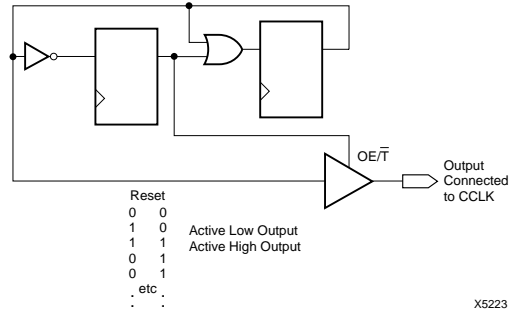 OE/T̅
Output
Connected
to CCLK
Reset
0 0
1 0 Active Low Output
1 1 Active High Output
0 1
0 1
. etc .
. .
X5223